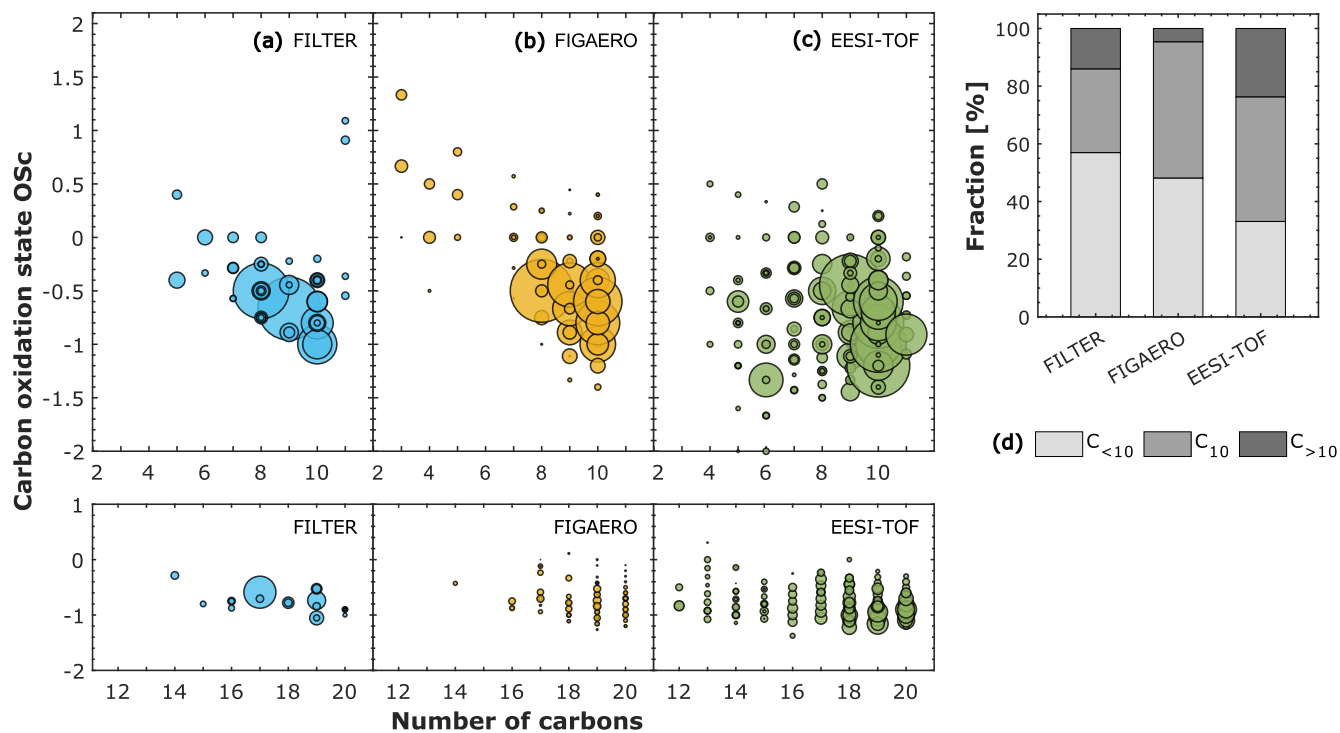 (a) FILTER
(b) FIGAERO
(c) EESI-TOF
Carbon oxidation state OSc
2
1.5
1
0.5
0
-0.5
-1
-1.5
-2
2 4 6 8 10
2 4 6 8 10
2 4 6 8 10
FILTER
FIGAERO
EESI-TOF
1
0
-1
-2
12 14 16 18 20
12 14 16 18 20
12 14 16 18 20
Number of carbons
Fraction [%]
100
80
60
40
20
0
FILTER
FIGAERO
EESI-TOF
(d) C<10 C10 C>10